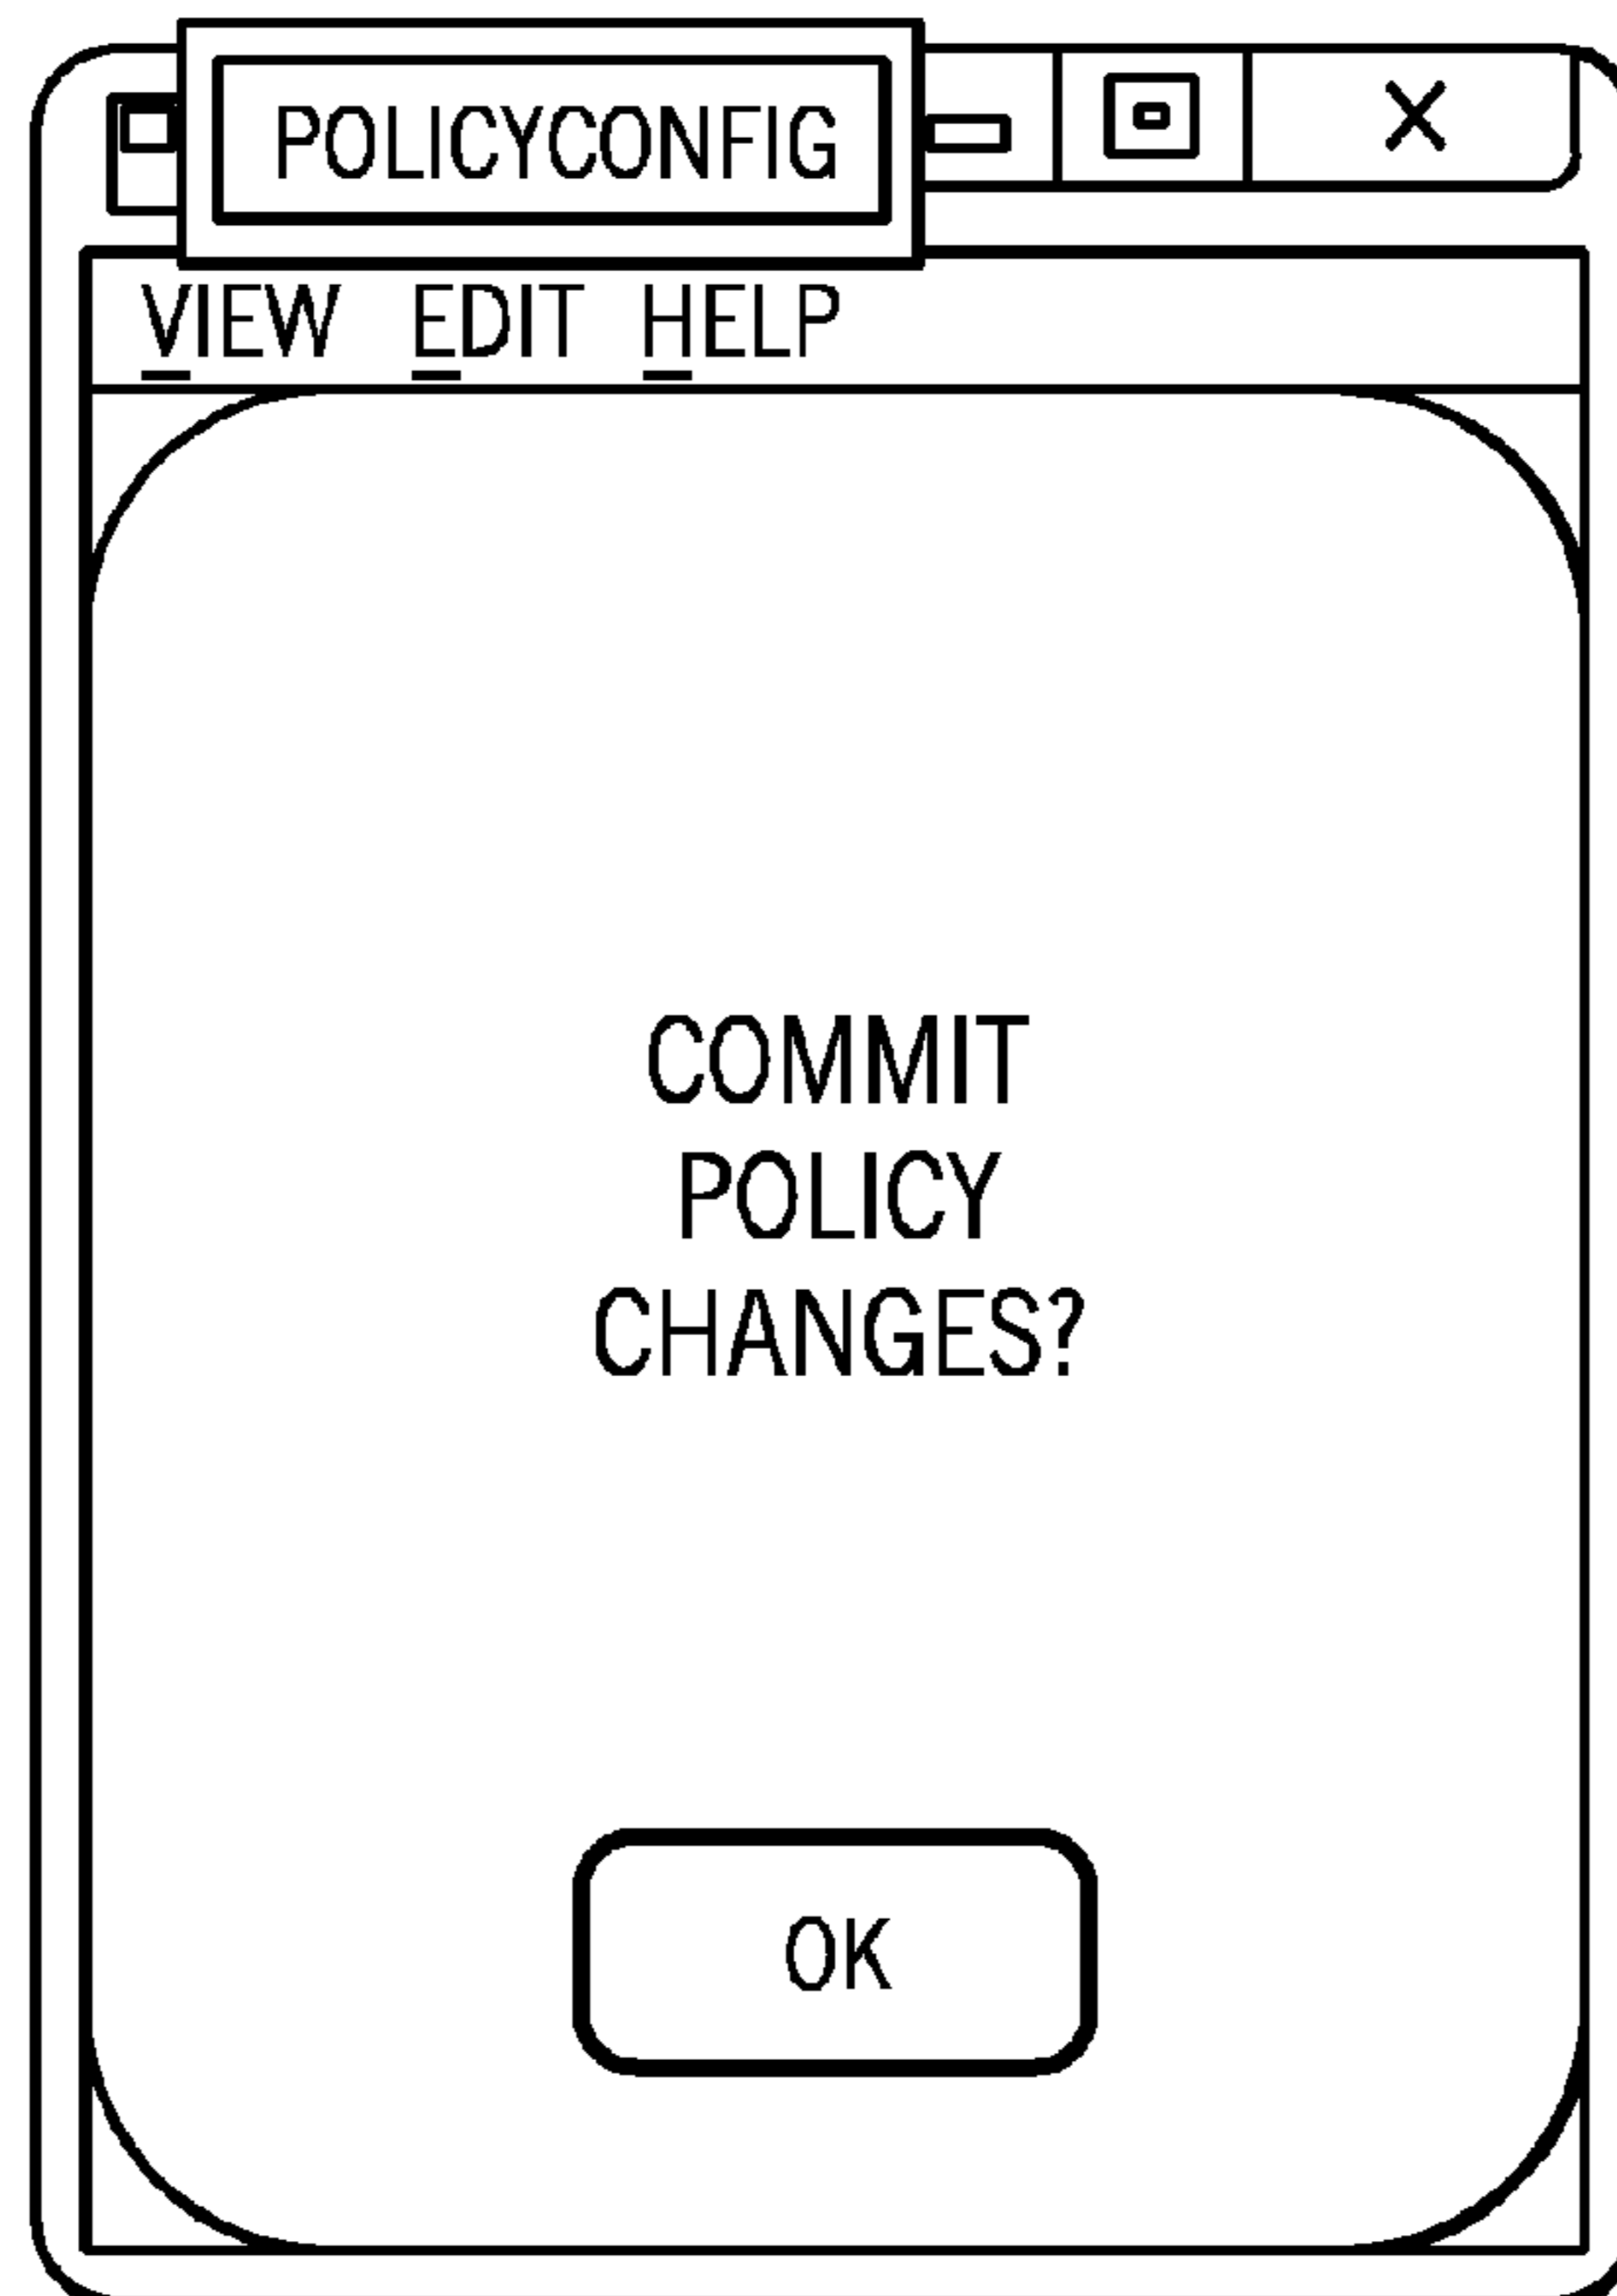 POLICYCONFIG
VIEW EDIT HELP
COMMIT
POLICY
CHANGES?
OK